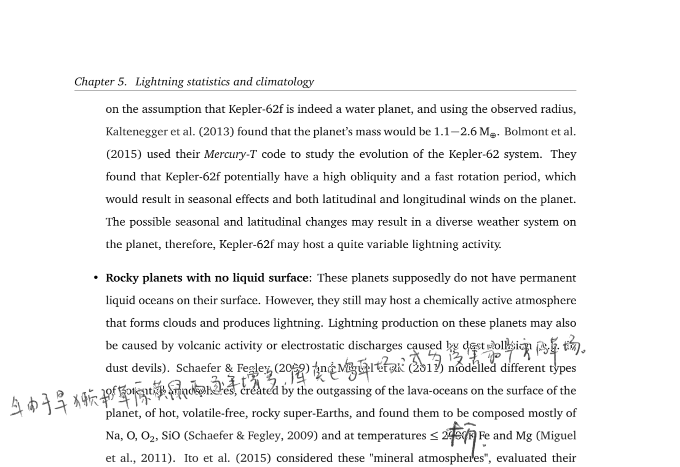 Chapter 5. Lightning statistics and climatology
on the assumption that Kepler-62f is indeed a water planet, and using the observed radius,
Kaltenegger et al. (2013) found that the planet's mass would be 1.1−2.6 M⊕. Bolmont et al.
(2015) used their Mercury-T code to study the evolution of the Kepler-62 system. They
found that Kepler-62f potentially have a high obliquity and a fast rotation period, which
would result in seasonal effects and both latitudinal and longitudinal winds on the planet.
The possible seasonal and latitudinal changes may result in a diverse weather system on
the planet, therefore, Kepler-62f may host a quite variable lightning activity.
• Rocky planets with no liquid surface: These planets supposedly do not have permanent
liquid oceans on their surface. However, they still may host a chemically active atmosphere
that forms clouds and produces lightning. Lightning production on these planets may also
be caused by volcanic activity or electrostatic discharges caused by dust collision (e.g. in
dust devils). Schaefer & Fegley (2009) and Miguel et al. (2011) modelled different types
of potential atmospheres, created by the outgassing of the lava-oceans on the surface of the
planet, of hot, volatile-free, rocky super-Earths, and found them to be composed mostly of
Na, O, O₂, SiO (Schaefer & Fegley, 2009) and at temperatures ≤ Fe and Mg (Miguel
et al., 2011). Ito et al. (2015) considered these "mineral atmospheres", evaluated their